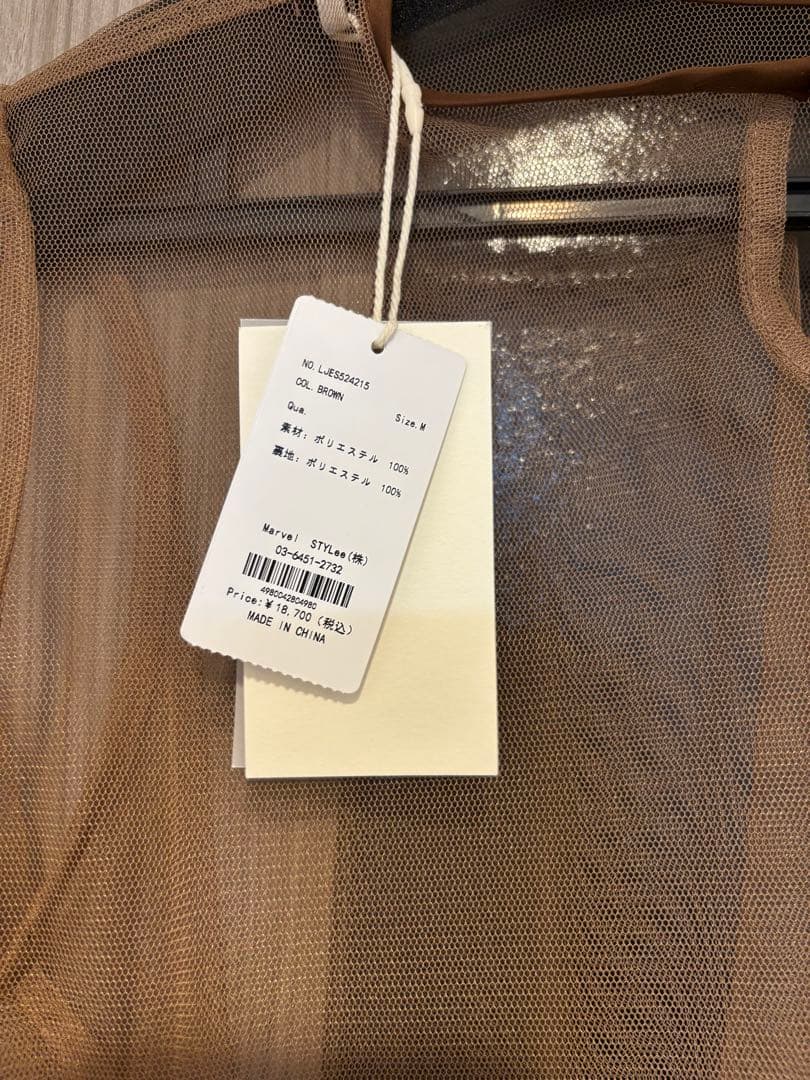 NO. LJES524215
COL. BROWN
Qua. Size. M
素材: ポリエステル 100%
裏地: ポリエステル 100%
Marvel STYLee(株)
03-6451-2732
4980042804980
Price:¥18,700(税込)
MADE IN CHINA